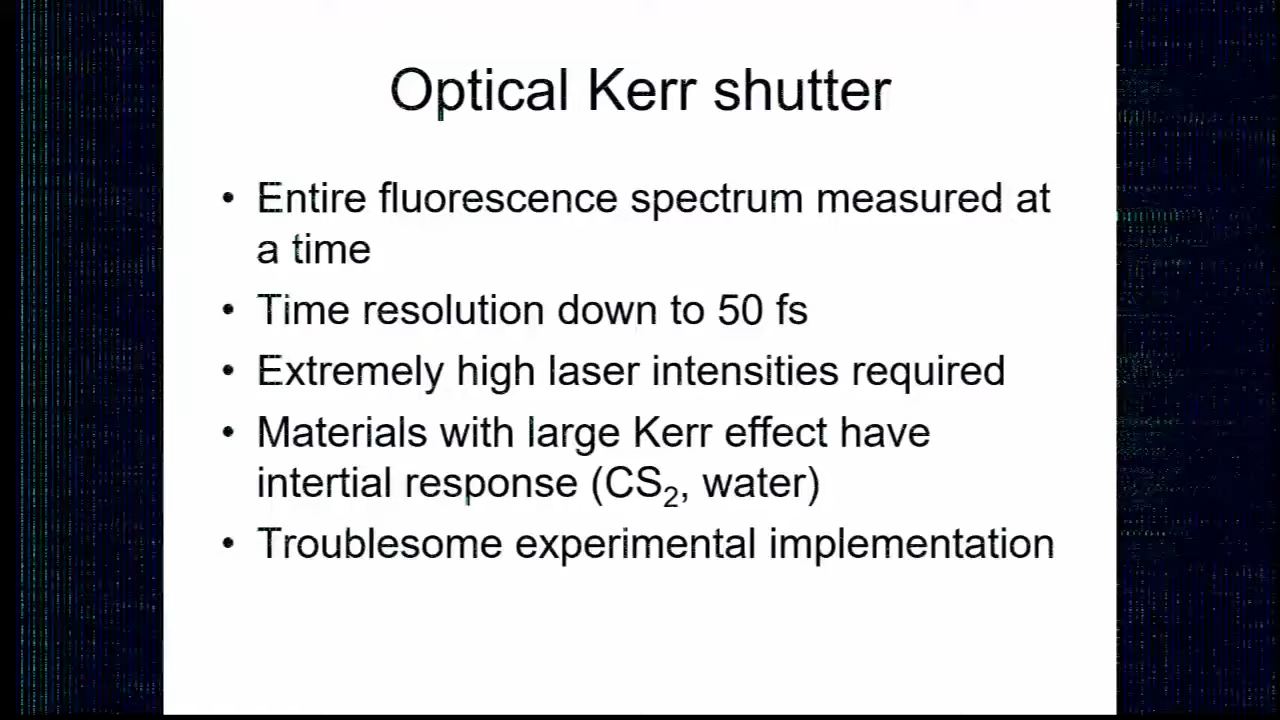 Optical Kerr shutter
• Entire fluorescence spectrum measured at
a time
• Time resolution down to 50 fs
• Extremely high laser intensities required
• Materials with large Kerr effect have
intertial response (CS₂, water)
• Troublesome experimental implementation